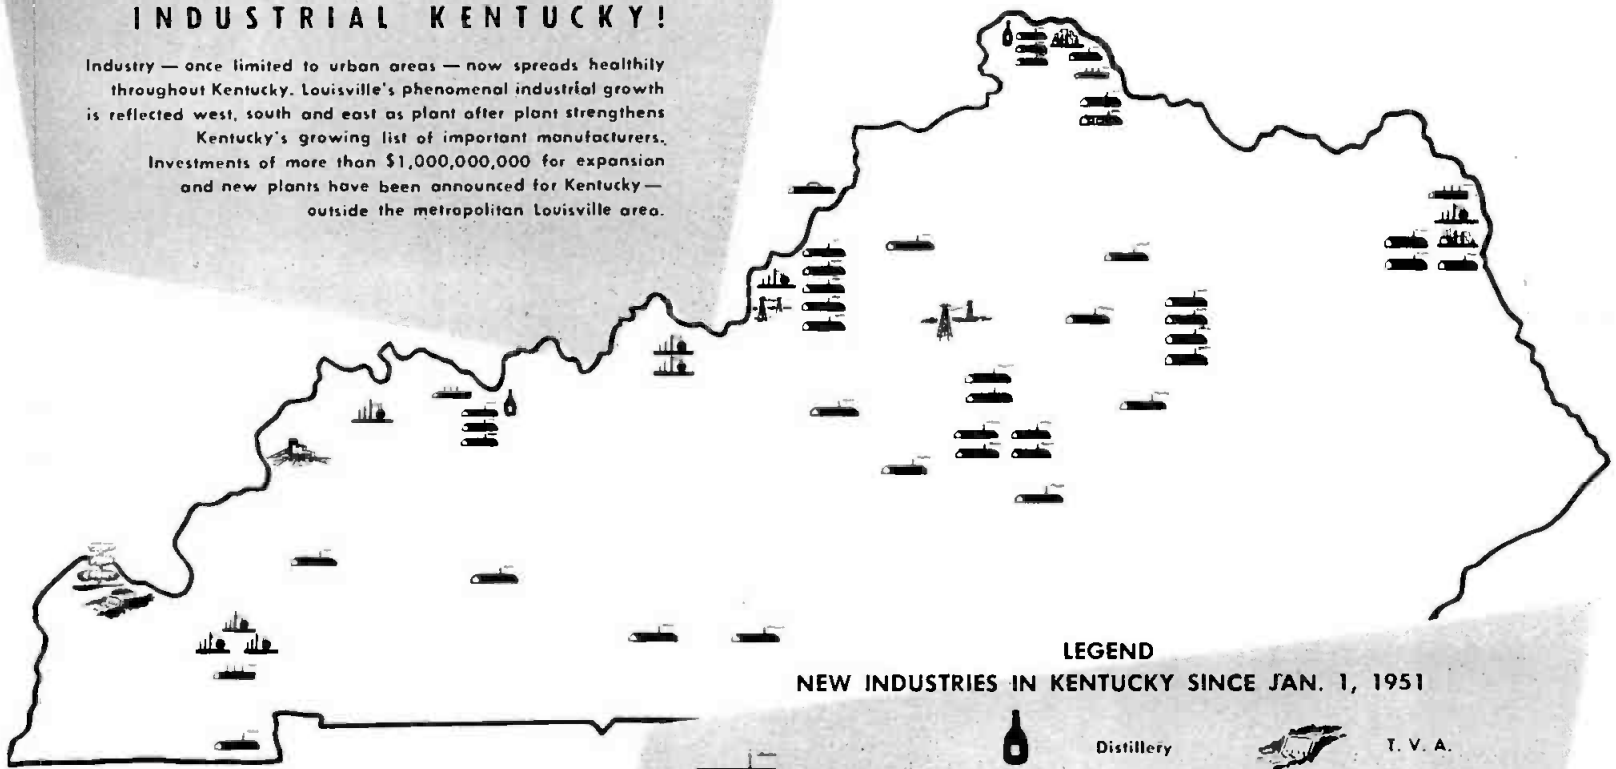 INDUSTRIAL KENTUCKY!
Industry — once limited to urban areas — now spreads healthily
throughout Kentucky. Louisville's phenomenal industrial growth
is reflected west, south and east as plant after plant strengthens
Kentucky's growing list of important manufacturers.
Investments of more than $1,000,000,000 for expansion
and new plants have been announced for Kentucky —
outside the metropolitan Louisville area.
LEGEND
NEW INDUSTRIES IN KENTUCKY SINCE JAN. 1, 1951
Distillery
T. V. A.